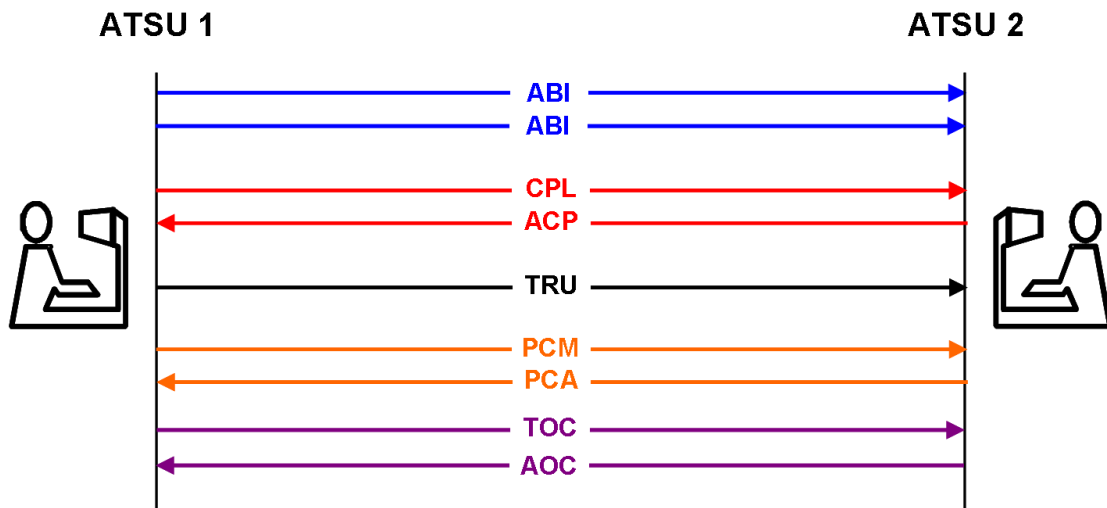 ATSU 1
ATSU 2
ABI
ABI
CPL
ACP
TRU
PCM
PCA
TOC
AOC